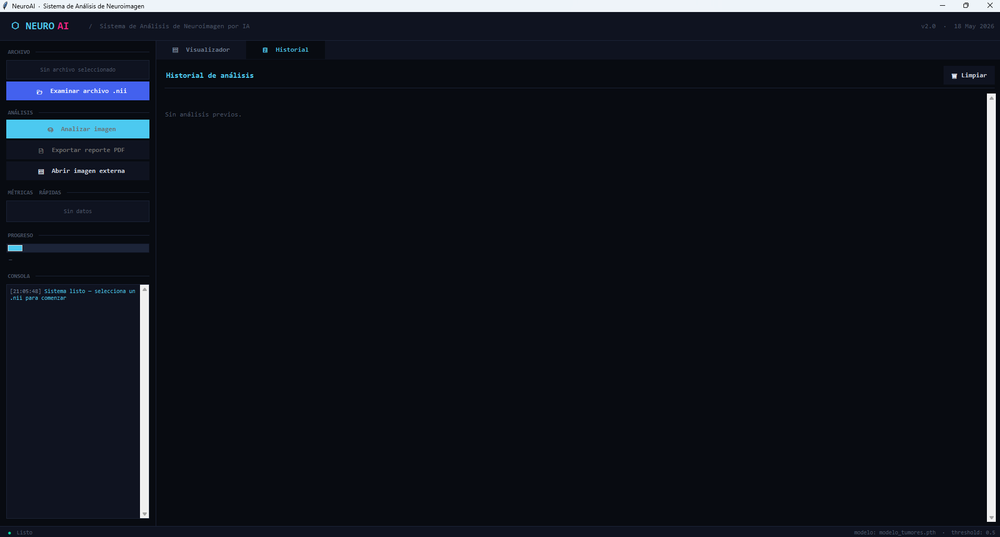 NeuroAI · Sistema de Análisis de Neuroimagen
NEURO AI / Sistema de Análisis de Neuroimagen por IA
v2.0 · 18 May 2026
ARCHIVO
Sin archivo seleccionado
Examinar archivo .nii
ANÁLISIS
Analizar imagen
Exportar reporte PDF
Abrir imagen externa
MÉTRICAS RÁPIDAS
Sin datos
PROGRESO
—
CONSOLA
[21:05:48] Sistema listo — selecciona un
.nii para comenzar
Visualizador
Historial
Historial de análisis
Limpiar
Sin análisis previos.
Listo
modelo: modelo_tumores.pth · threshold: 0.5